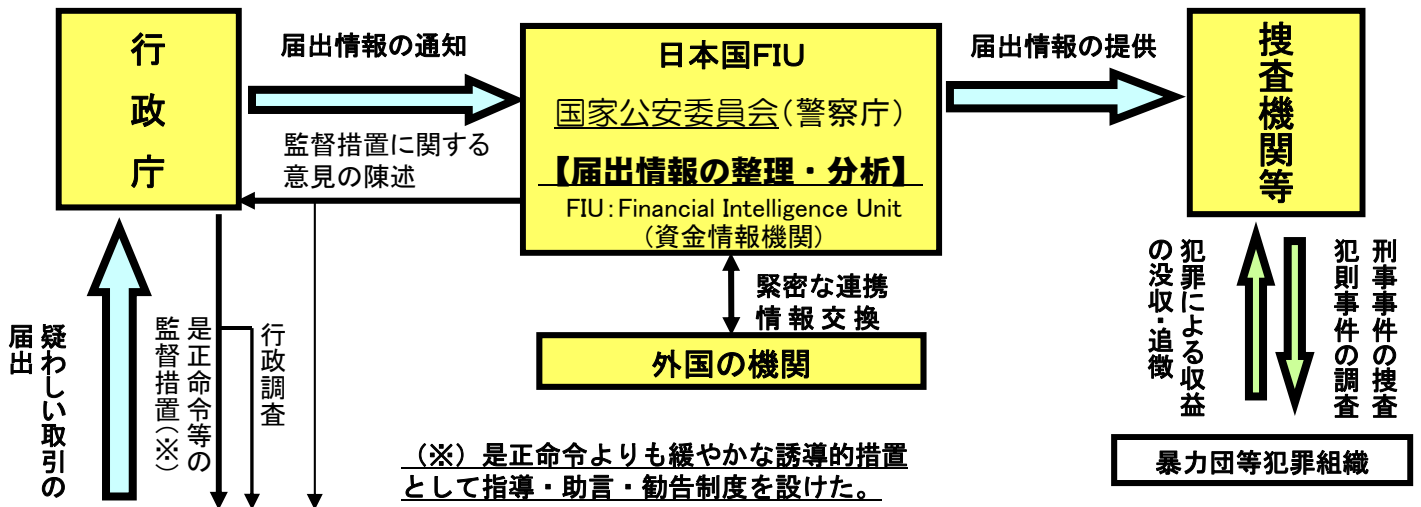 行政庁
届出情報の通知
監督措置に関する
意見の陳述
日本国FIU
国家公安委員会(警察庁)
【届出情報の整理・分析】
FIU:Financial Intelligence Unit
(資金情報機関)
届出情報の提供
捜査機関等
緊密な連携
情報交換
外国の機関
疑わしい取引の
届出
是正命令等の
監督措置(※)
行政調査
(※)是正命令よりも緩やかな誘導的措置
として指導・助言・勧告制度を設けた。
犯罪による収益
の没収・追徴
刑事事件の捜査
犯則事件の調査
暴力団等犯罪組織